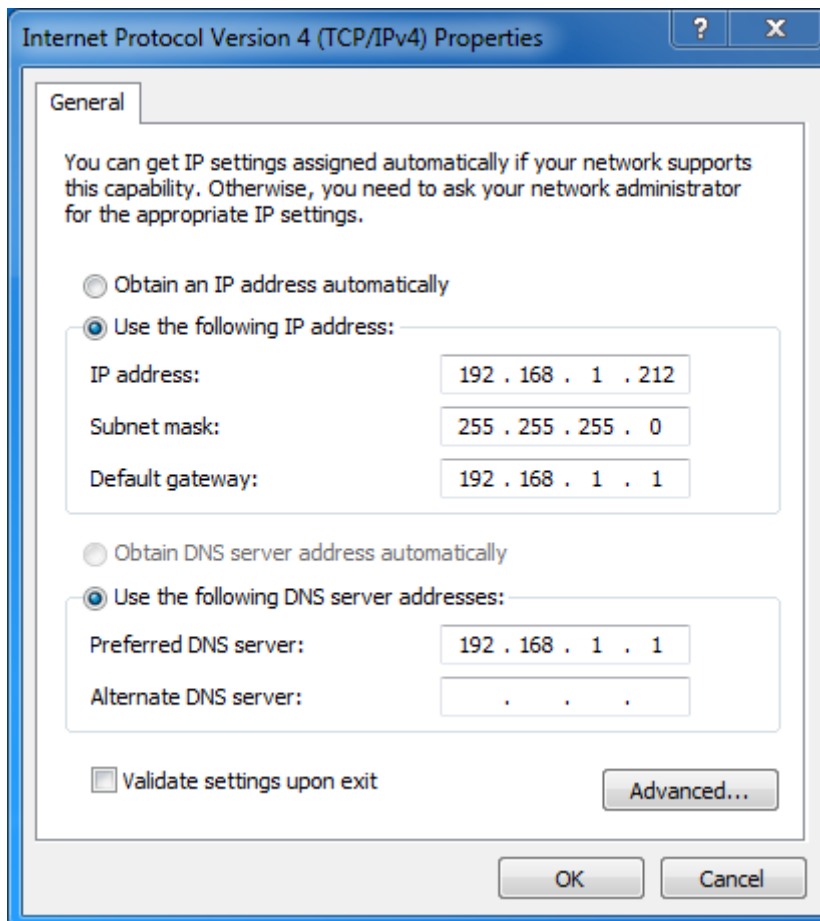 Internet Protocol Version 4 (TCP/IPv4) Properties
? X
General
You can get IP settings assigned automatically if your network supports
this capability. Otherwise, you need to ask your network administrator
for the appropriate IP settings.
Obtain an IP address automatically
Use the following IP address:
IP address: 192 . 168 . 1 . 212
Subnet mask: 255 . 255 . 255 . 0
Default gateway: 192 . 168 . 1 . 1
Obtain DNS server address automatically
Use the following DNS server addresses:
Preferred DNS server: 192 . 168 . 1 . 1
Alternate DNS server: . . .
Validate settings upon exit
Advanced...
OK Cancel